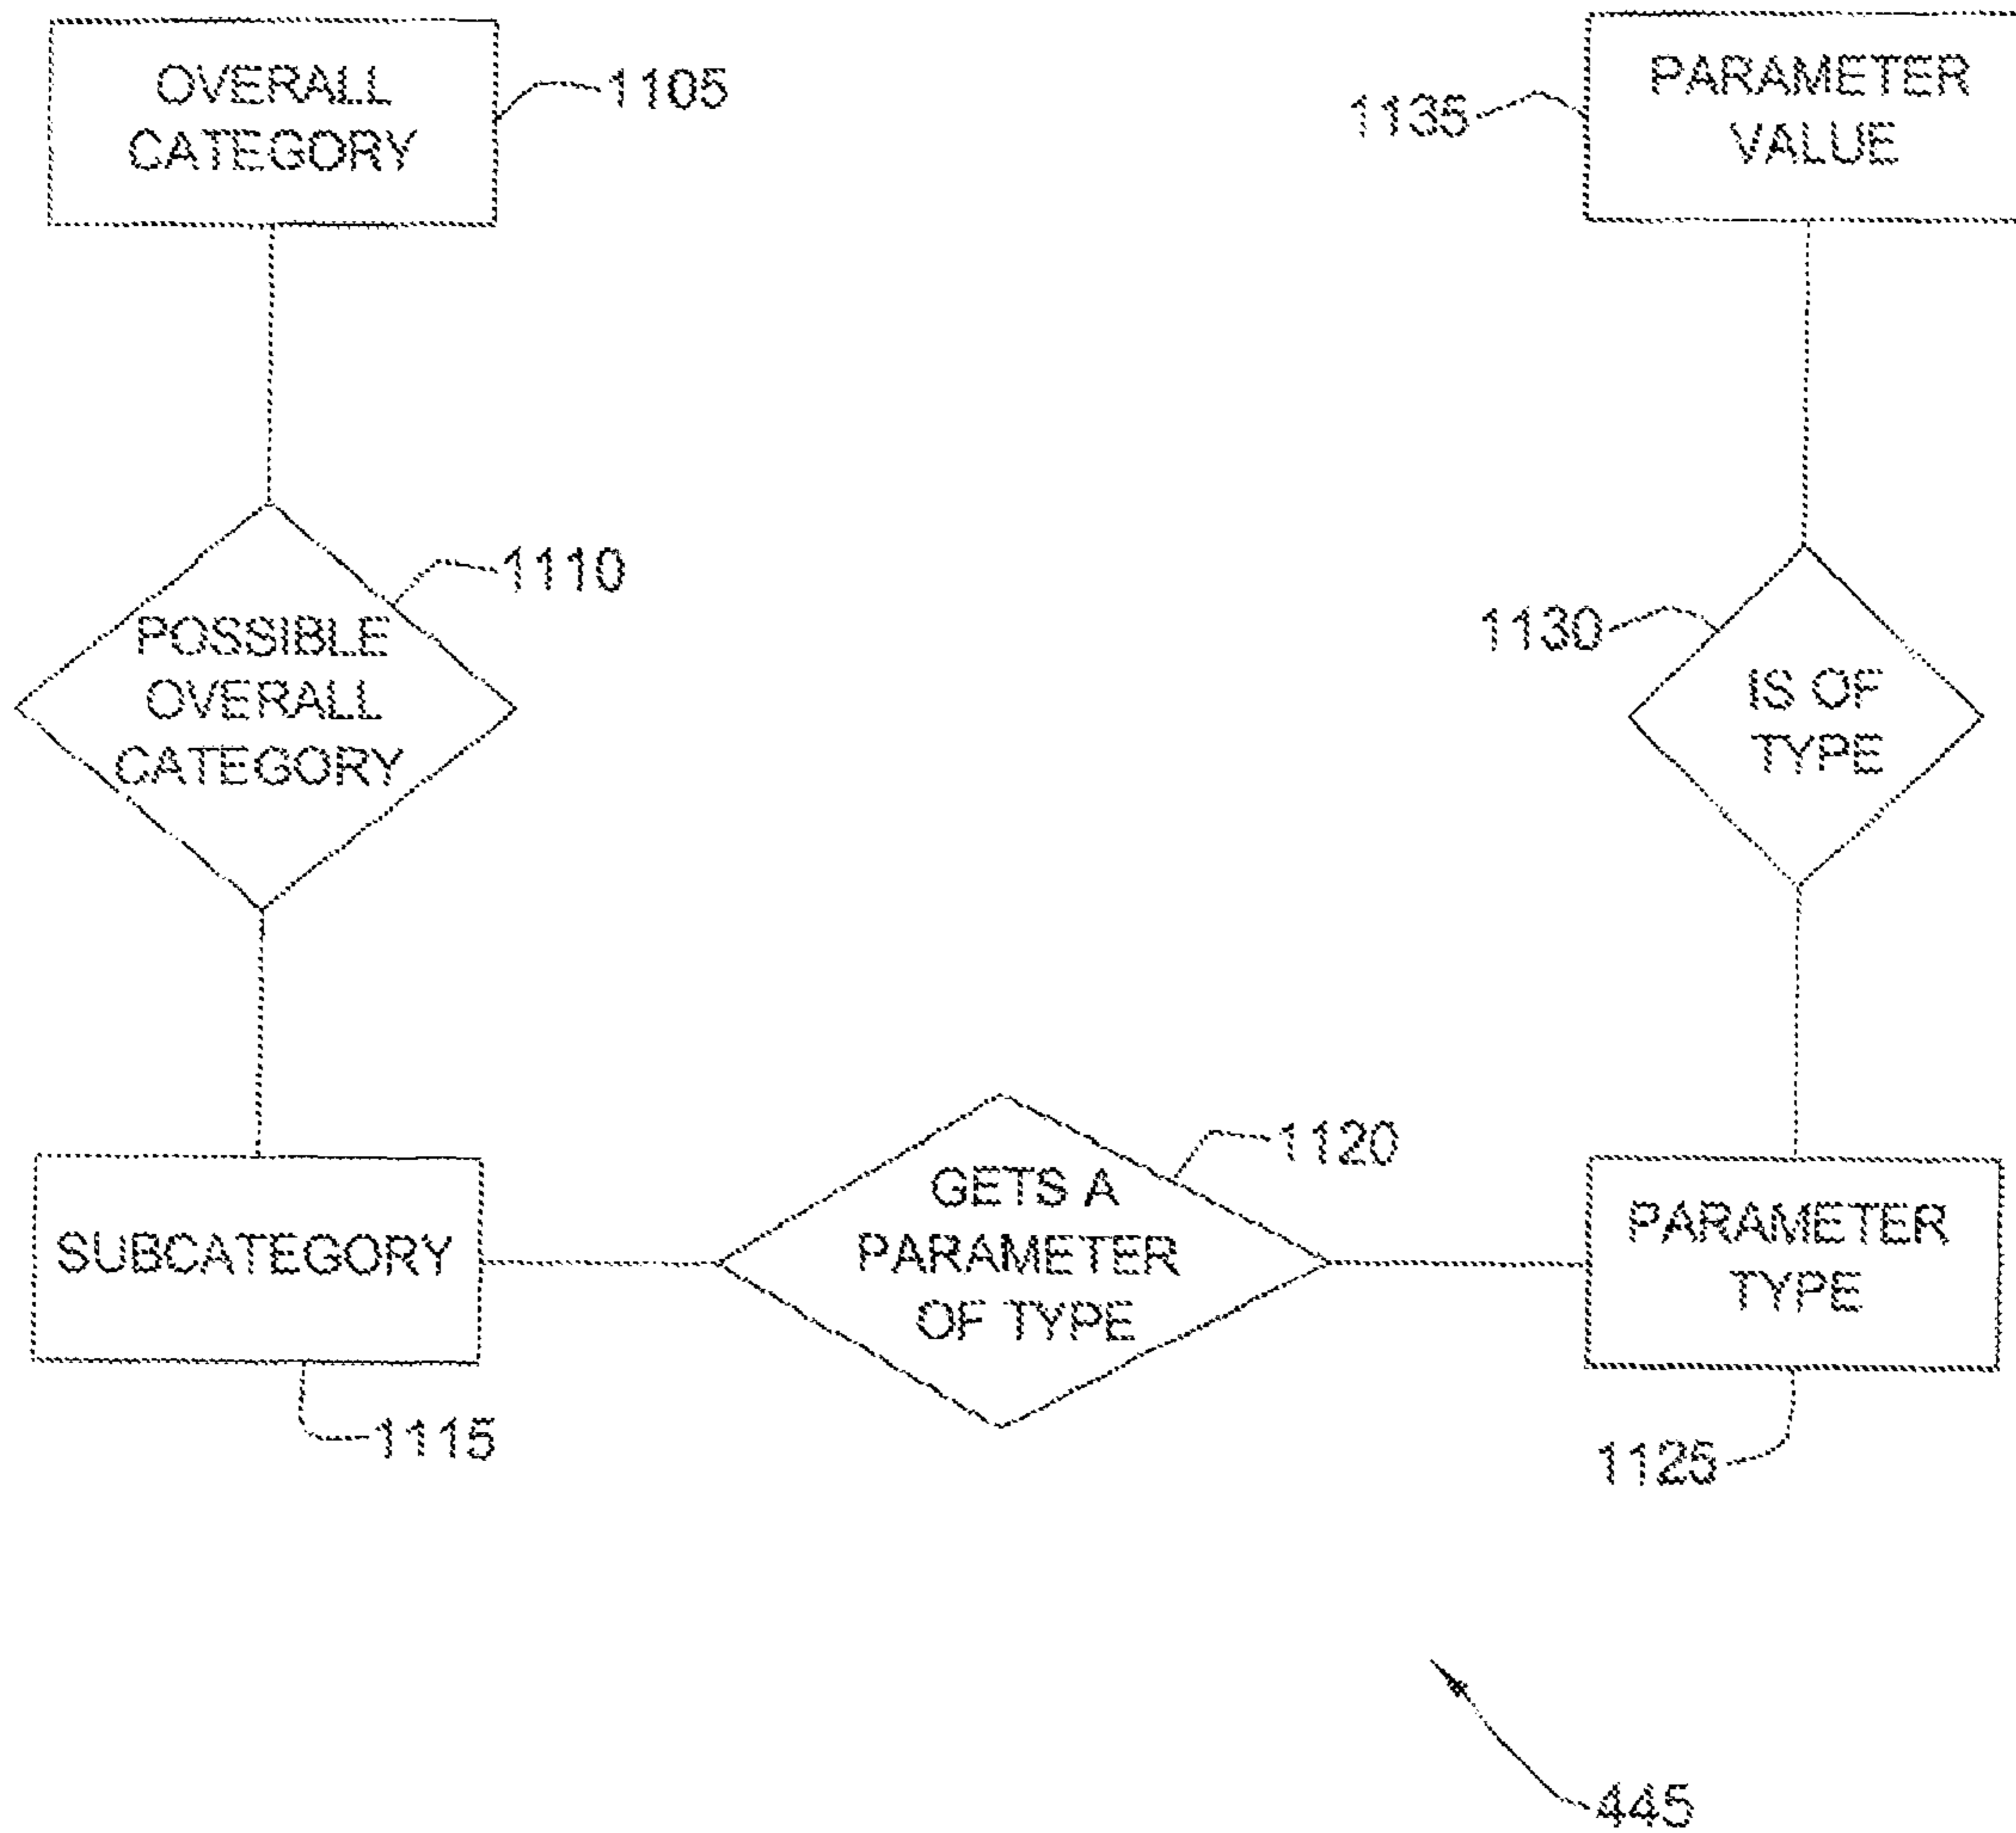 OVERALL
CATEGORY
1105
1135
PARAMETER
VALUE
1110
POSSIBLE
OVERALL
CATEGORY
1130
IS OF
TYPE
SUBCATEGORY
1115
1120
GETS A
PARAMETER
OF TYPE
PARAMETER
TYPE
1125
445